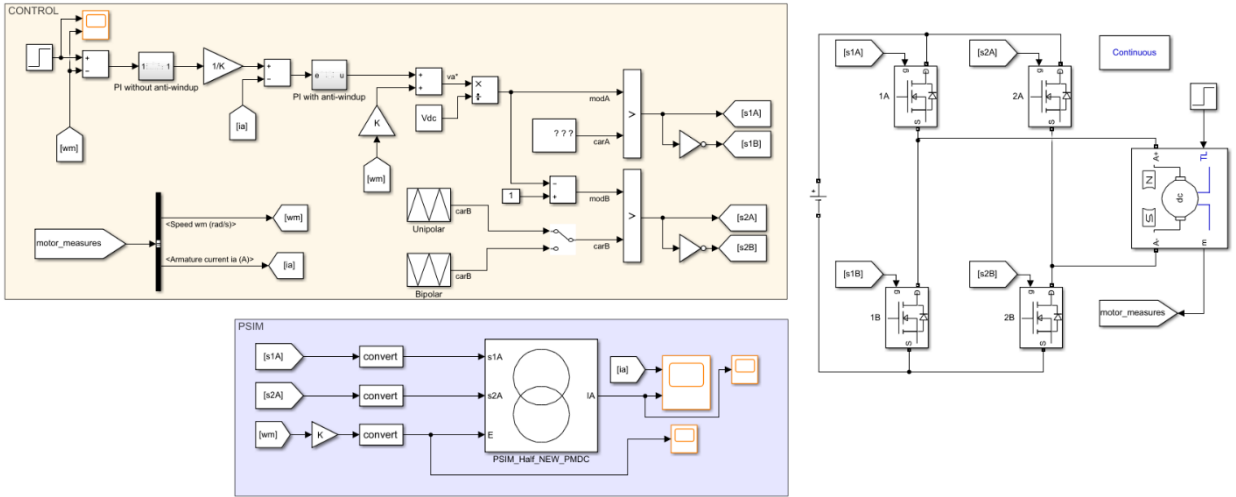 CONTROL
+
−
1
1
PI without anti-windup
1/K
+
−
e
u
PI with anti-windup
+
+
va*
×
÷
Vdc
K
[wm]
[ia]
[wm]
modA
? ? ?
carA
>
[s1A]
[s1B]
−
+
1
modB
carB
Unipolar
carB
Bipolar
carB
>
[s2A]
[s2B]
motor_measures
<Speed wm (rad/s)>
[wm]
<Armature current ia (A)>
[ia]
PSIM
[s1A]
convert
s1A
[s2A]
convert
s2A
[wm]
K
convert
E
IA
PSIM_Half_NEW_PMDC
[ia]
[s1A]
g
D
S
1A
[s2A]
g
D
S
2A
Continuous
+
A+
TL
N
S
dc
A-
m
[s1B]
g
D
S
1B
[s2B]
g
D
S
2B
motor_measures